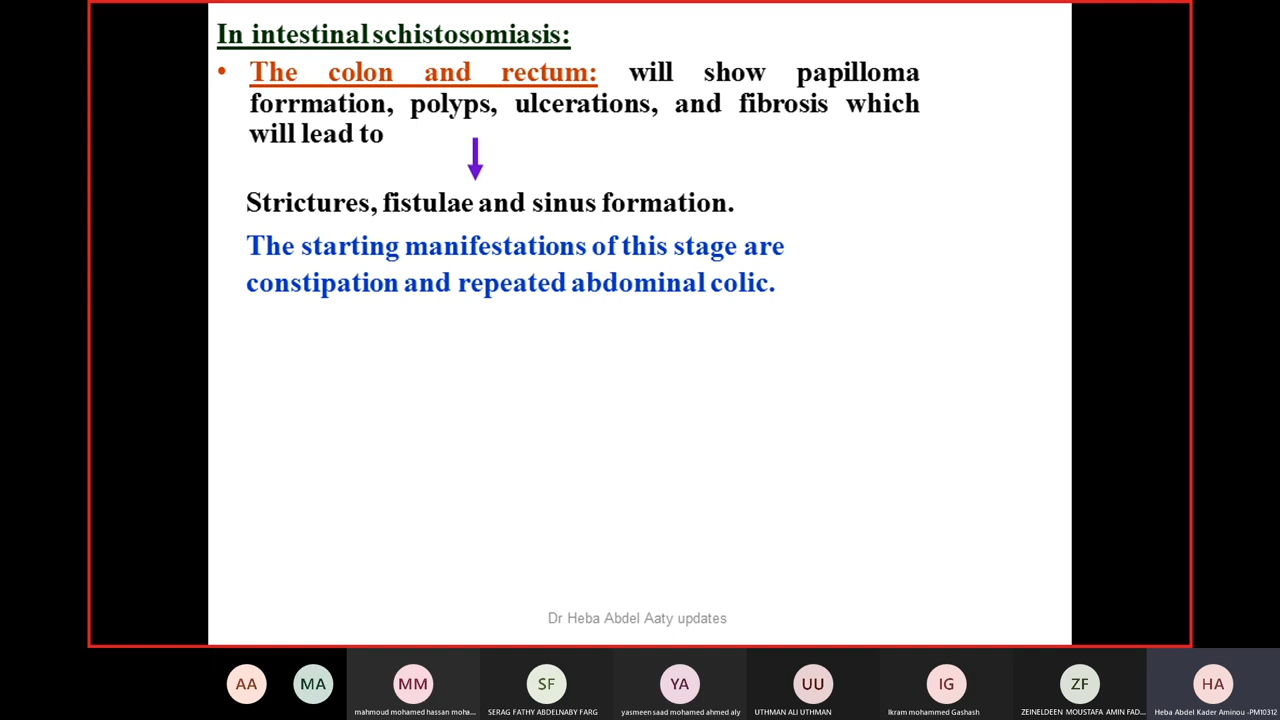 In intestinal schistosomiasis:
• The colon and rectum: will show papilloma
forrmation, polyps, ulcerations, and fibrosis which
will lead to
Strictures, fistulae and sinus formation.
The starting manifestations of this stage are
constipation and repeated abdominal colic.
Dr Heba Abdel Aaty updates
AA MA MM SF YA UU IG ZF HA
mahmoud mohamed hassan moha... SERAG FATHY ABDELNABY FARG yasmeen saad mohamed ahmed aly UTHMAN ALI UTHMAN Ikram mohammed Gashash ZEINELDEEN MOUSTAFA AMIN FAD... Heba Abdel Kader Aminou -PM10312